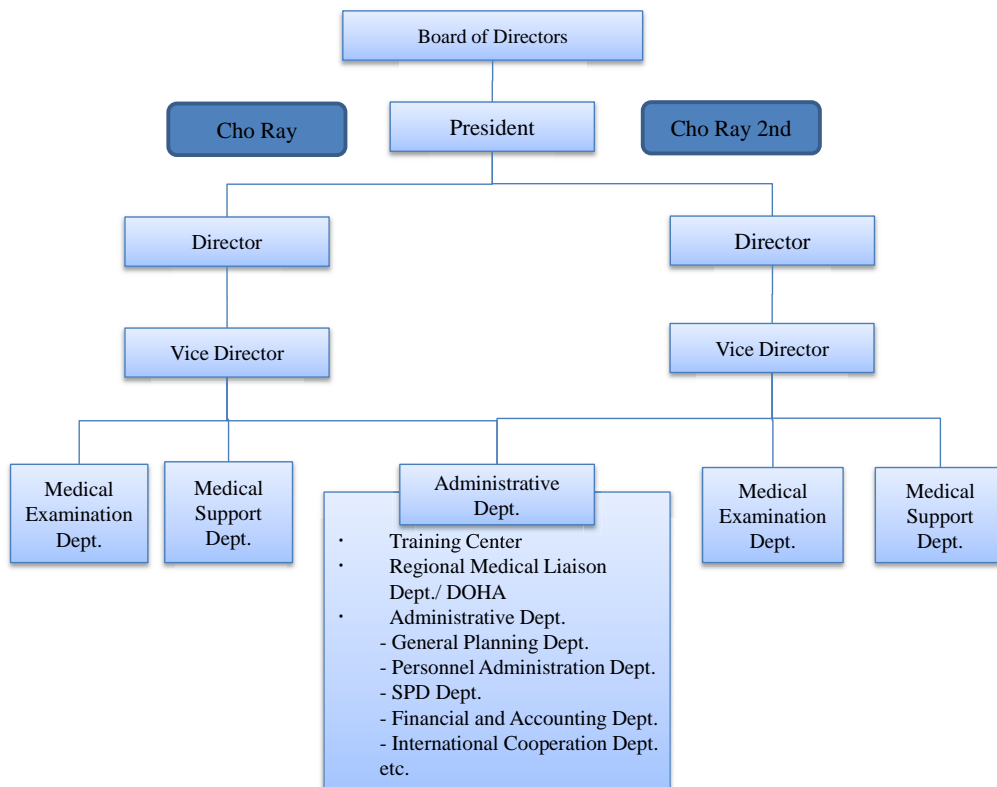 Board of Directors
Cho Ray
President
Cho Ray 2nd
Director
Director
Vice Director
Vice Director
Medical
Examination
Dept.
Medical
Support
Dept.
Administrative
Dept.
Medical
Examination
Dept.
Medical
Support
Dept.
· Training Center
· Regional Medical Liaison
Dept./ DOHA
· Administrative Dept.
- General Planning Dept.
- Personnel Administration Dept.
- SPD Dept.
- Financial and Accounting Dept.
- International Cooperation Dept.
etc.